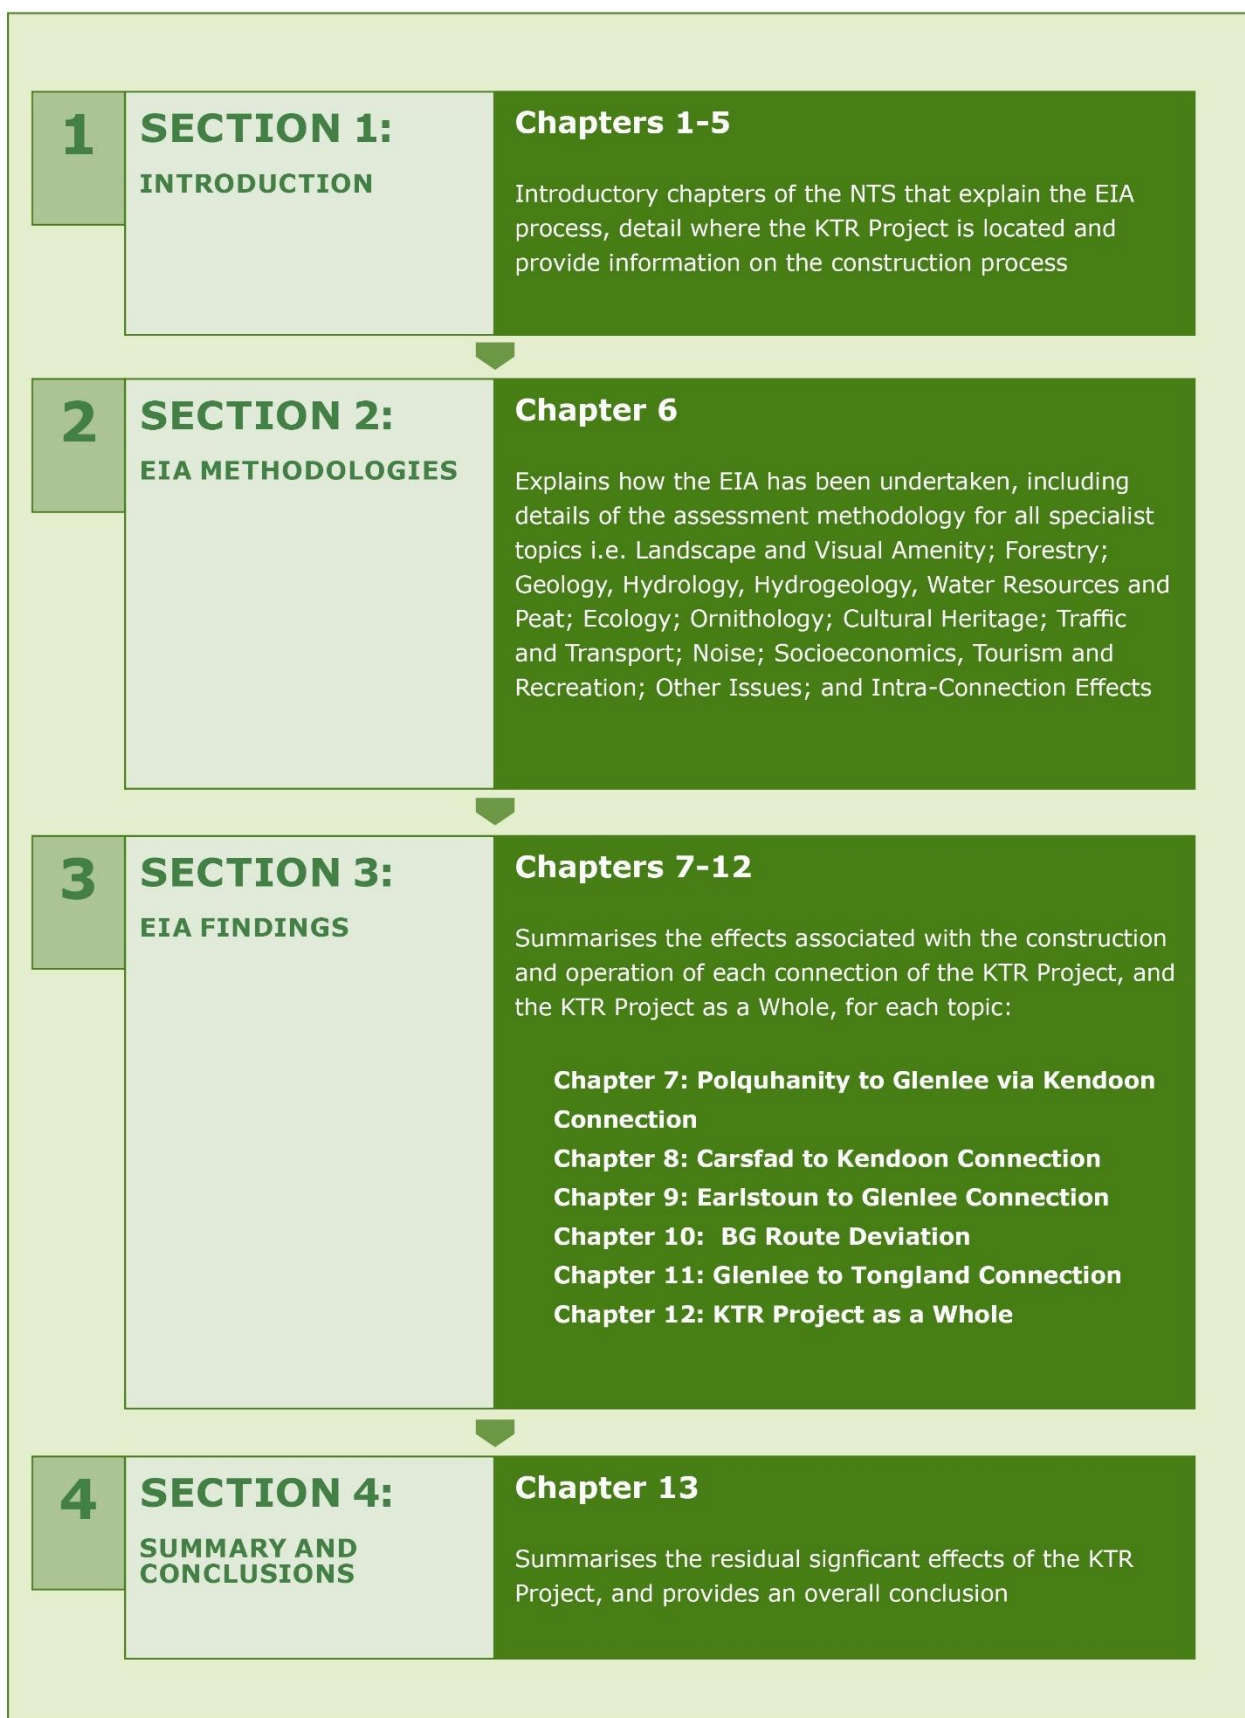 1
SECTION 1:
INTRODUCTION
Chapters 1-5
Introductory chapters of the NTS that explain the EIA
process, detail where the KTR Project is located and
provide information on the construction process
2
SECTION 2:
EIA METHODOLOGIES
Chapter 6
Explains how the EIA has been undertaken, including
details of the assessment methodology for all specialist
topics i.e. Landscape and Visual Amenity; Forestry;
Geology, Hydrology, Hydrogeology, Water Resources and
Peat; Ecology; Ornithology; Cultural Heritage; Traffic
and Transport; Noise; Socioeconomics, Tourism and
Recreation; Other Issues; and Intra-Connection Effects
3
SECTION 3:
EIA FINDINGS
Chapters 7-12
Summarises the effects associated with the construction
and operation of each connection of the KTR Project, and
the KTR Project as a Whole, for each topic:
Chapter 7: Polquhanity to Glenlee via Kendoon
Connection
Chapter 8: Carsfad to Kendoon Connection
Chapter 9: Earlstoun to Glenlee Connection
Chapter 10:  BG Route Deviation
Chapter 11: Glenlee to Tongland Connection
Chapter 12: KTR Project as a Whole
4
SECTION 4:
SUMMARY AND
CONCLUSIONS
Chapter 13
Summarises the residual signficant effects of the KTR
Project, and provides an overall conclusion